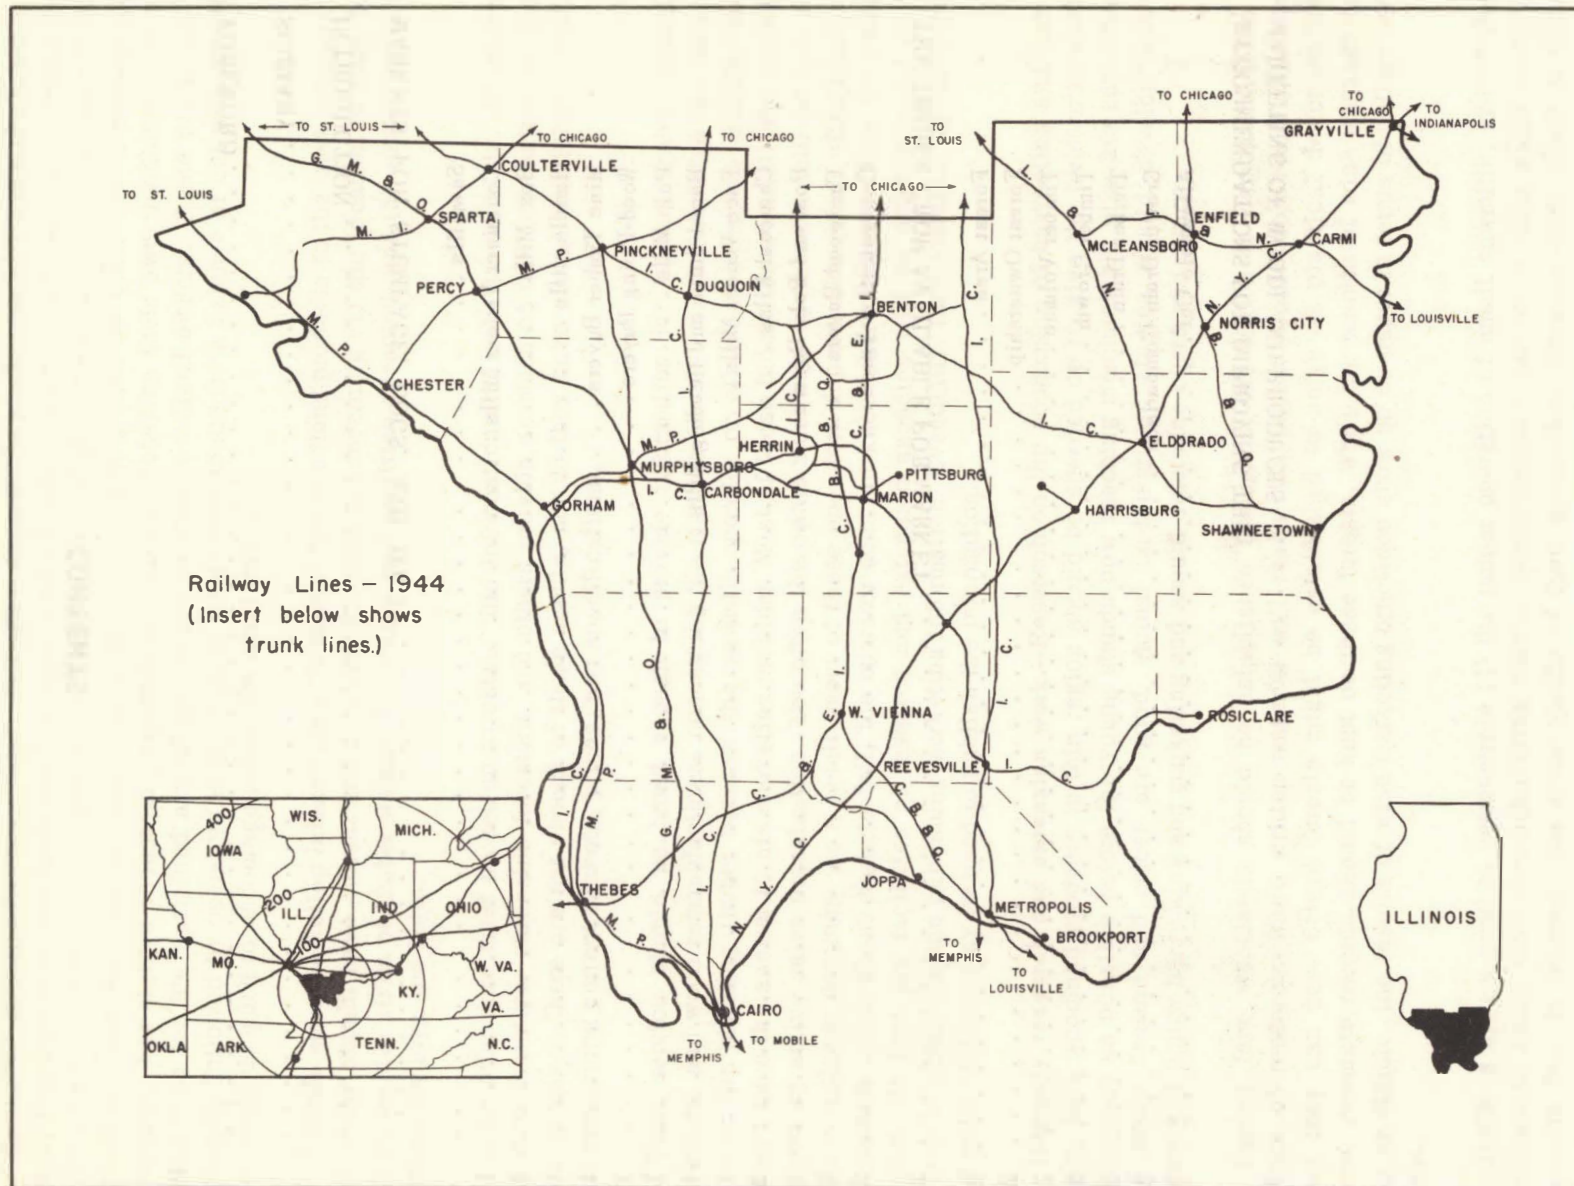 TO ST. LOUIS
TO CHICAGO
TO CHICAGO
TO ST. LOUIS
TO CHICAGO
TO CHICAGO
TO INDIANAPOLIS
GRAYVILLE
COULTERVILLE
TO ST. LOUIS
TO CHICAGO
G. M. & O.
SPARTA
M. I.
L. & N.
L. & N.
ENFIELD
MCLEANSBORO
CARMI
PINCKNEYVILLE
M. P.
I. C.
PERCY
DUQUOIN
BENTON
C. & E. I.
I. C.
N. Y. C.
TO LOUISVILLE
NORRIS CITY
B. & O.
M. P.
CHESTER
I. C.
I. C.
C. B. & Q.
I. C.
ELDORADO
M. P.
HERRIN
MURPHYSBORO
PITTSBURG
I. C.
CARBONDALE
MARION
GORHAM
HARRISBURG
SHAWNEETOWN
Railway Lines – 1944
(Insert below shows
trunk lines.)
G. M. & O.
I. C.
C. & E. I.
W. VIENNA
ROSICLARE
REEVESVILLE
I. C.
I. C.
M. P.
I. C.
N. Y. C.
C. B. & Q.
THEBES
M. P.
JOPPA
METROPOLIS
BROOKPORT
TO MEMPHIS
TO LOUISVILLE
CAIRO
TO MEMPHIS
TO MOBILE
400
WIS.
MICH.
IOWA
200
ILL.
IND.
OHIO
100
KAN.
MO.
W. VA.
KY.
VA.
OKLA
ARK.
TENN.
N.C.
ILLINOIS